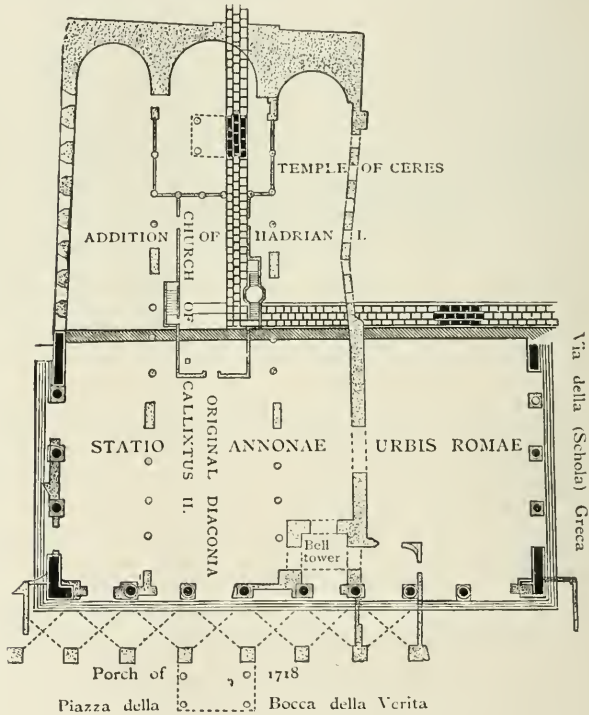 TEMPLE OF CERES
ADDITION OF HADRIAN I.
CHURCH OF
CALLIXTUS II.
ORIGINAL DIACONIA
STATIO ANNONAE URBIS ROMAE
Via della (Schola) Greca
Bell
tower
Porch of 1718
Piazza della Bocca della Verita